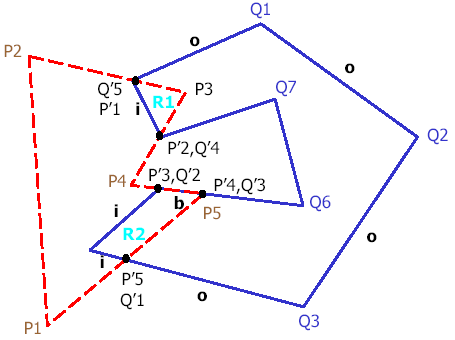 Q1
o
P2
o
Q'5
P3
Q7
R1
P'1
i
Q2
P'2,Q'4
P'3,Q'2
P4
P'4,Q'3
b
P5
Q6
i
R2
o
i
P'5
o
Q'1
Q3
P1